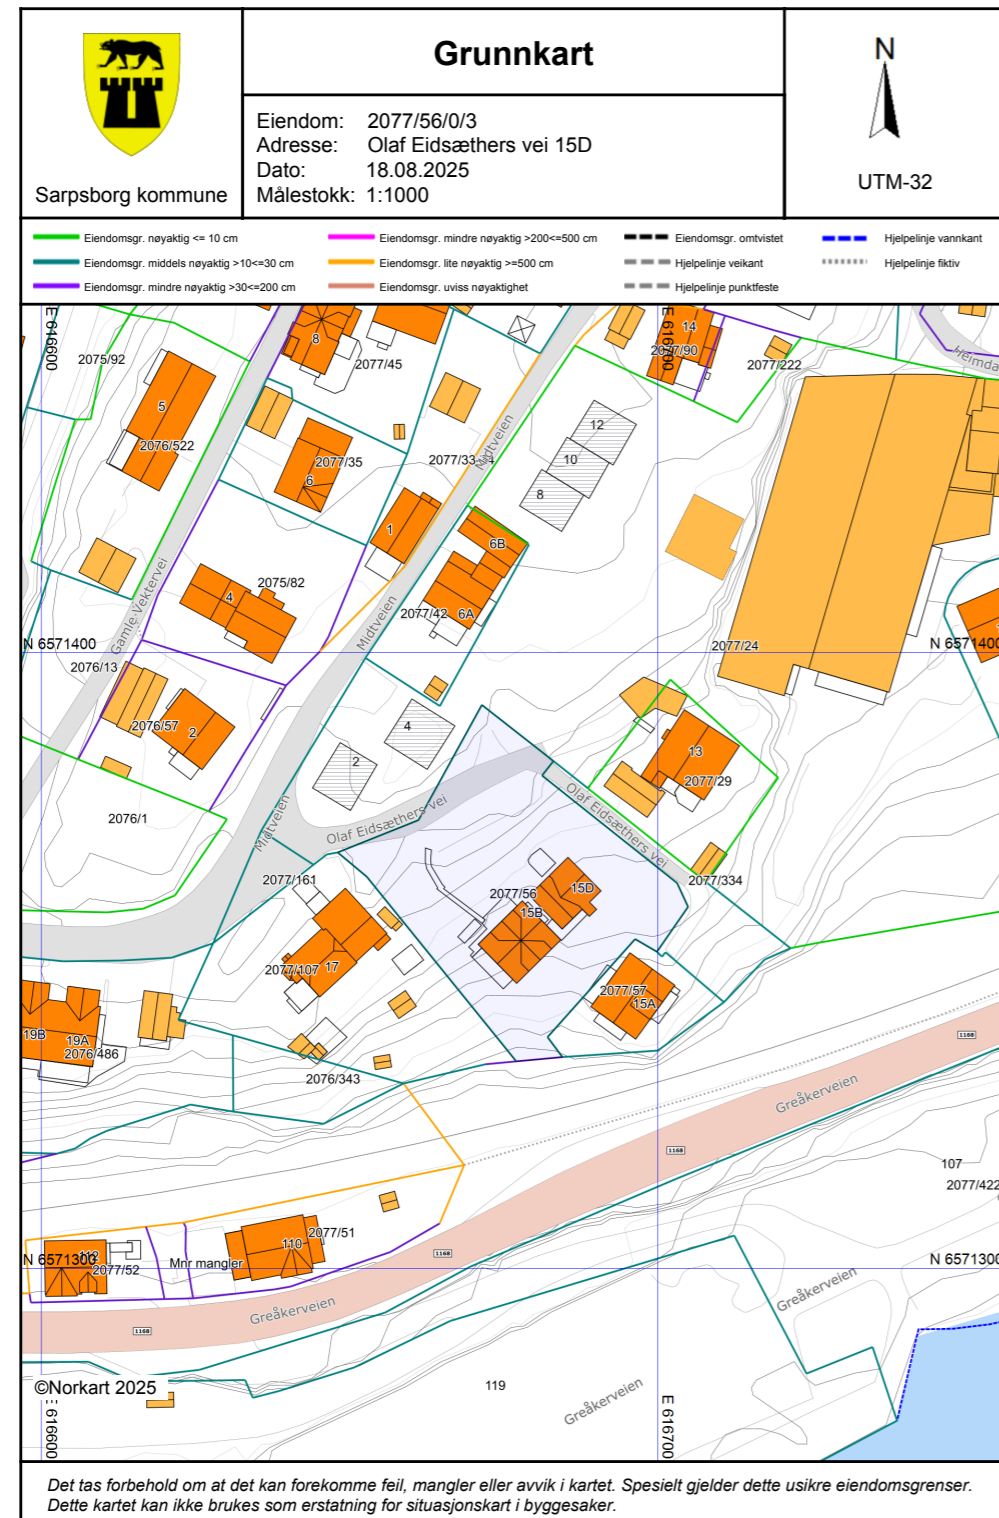 Grunnkart
Sarpsborg kommune
Eiendom: 2077/56/0/3
Adresse: Olaf Eidsæthers vei 15D
Dato: 18.08.2025
Målestokk: 1:1000
N
UTM-32
Eiendomsgr. nøyaktig <= 10 cm
Eiendomsgr. middels nøyaktig >10<=30 cm
Eiendomsgr. mindre nøyaktig >30<=200 cm
Eiendomsgr. mindre nøyaktig >200<=500 cm
Eiendomsgr. lite nøyaktig >=500 cm
Eiendomsgr. uviss nøyaktighet
Eiendomsgr. omtvistet
Hjelpelinje veikant
Hjelpelinje punktfeste
Hjelpelinje vannkant
Hjelpelinje fiktiv
E 616600
E 616700
2075/92
8
2077/45
14
2077/90
2077/222
5
2076/522
2077/35
6
Midtveien
12
10
8
1
6B
6A
2077/42
Gamle Vektervei
2075/82
4
Midtveien
N 6571400
2077/24
N 6571400
2076/13
2076/57
2
4
2
13
2077/29
2076/1
Midtveien
Olaf Eidsæthers vei
Olaf Eidsæthers vei
2077/161
2077/56
15D
15B
2077/334
2077/107
17
2077/57
15A
19B
19A
2076/486
2076/343
1168
Greåkerveien
1168
107
2077/422
2077/51
110
1168
N 6571300
2077/52
Mnr mangler
N 6571300
Greåkerveien
1168
Greåkerveien
©Norkart 2025
119
Greåkerveien
E 616600
E 616700
Det tas forbehold om at det kan forekomme feil, mangler eller avvik i kartet. Spesielt gjelder dette usikre eiendomsgrenser.
Dette kartet kan ikke brukes som erstatning for situasjonskart i byggesaker.